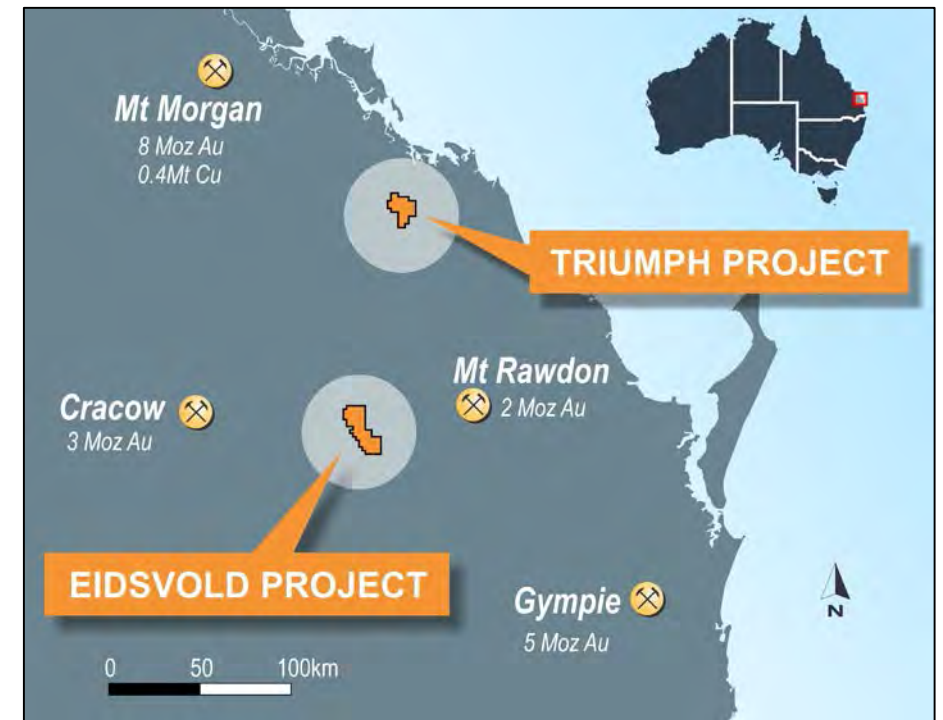 Mt Morgan
8 Moz Au
0.4Mt Cu
TRIUMPH PROJECT
Mt Rawdon
2 Moz Au
Cracow
3 Moz Au
EIDSVOLD PROJECT
Gympie
5 Moz Au
N
0 50 100km